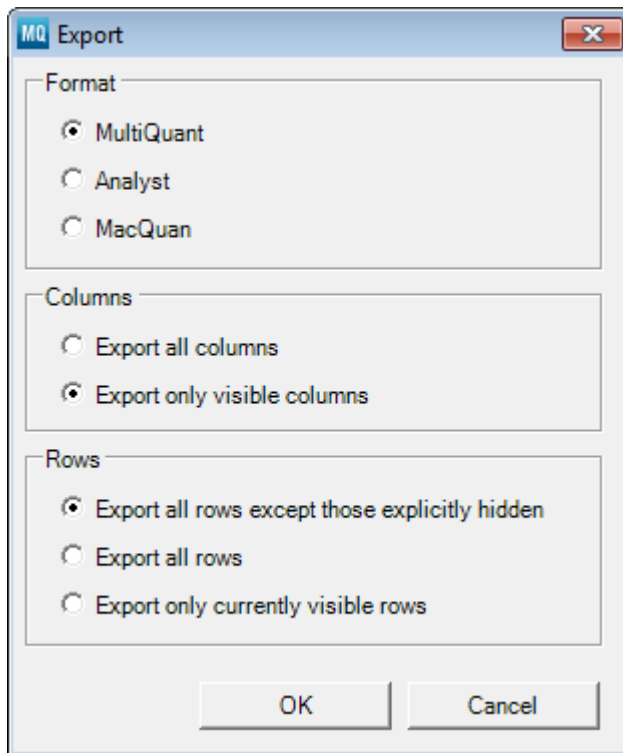 MQ Export
Format
MultiQuant
Analyst
MacQuan
Columns
Export all columns
Export only visible columns
Rows
Export all rows except those explicitly hidden
Export all rows
Export only currently visible rows
OK Cancel